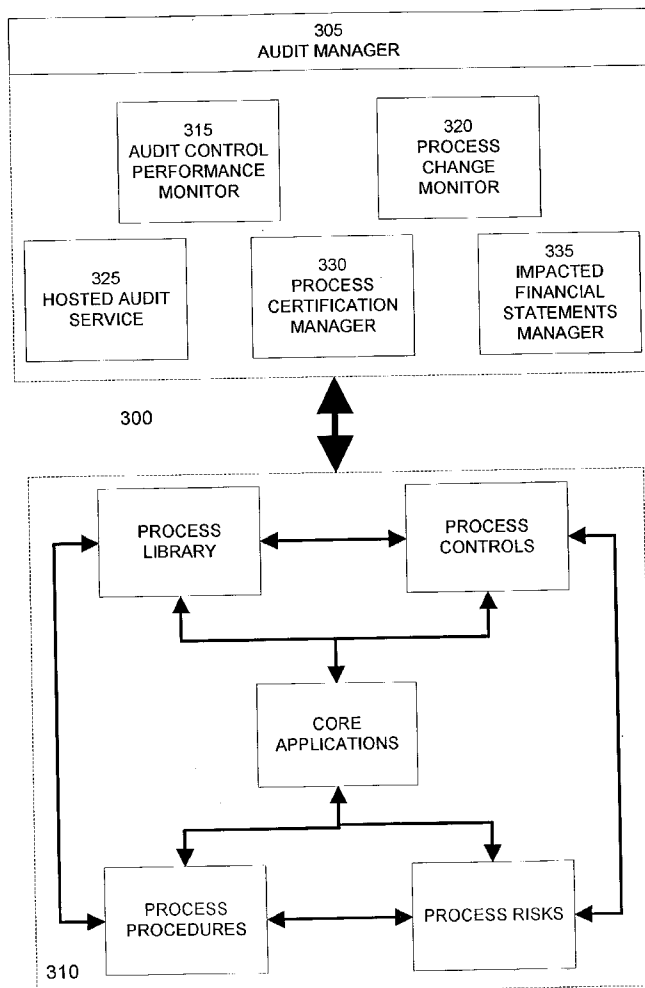 305
AUDIT MANAGER
315
AUDIT CONTROL
PERFORMANCE
MONITOR
320
PROCESS
CHANGE
MONITOR
325
HOSTED AUDIT
SERVICE
330
PROCESS
CERTIFICATION
MANAGER
335
IMPACTED
FINANCIAL
STATEMENTS
MANAGER
300
PROCESS
LIBRARY
PROCESS
CONTROLS
CORE
APPLICATIONS
PROCESS
PROCEDURES
PROCESS RISKS
310